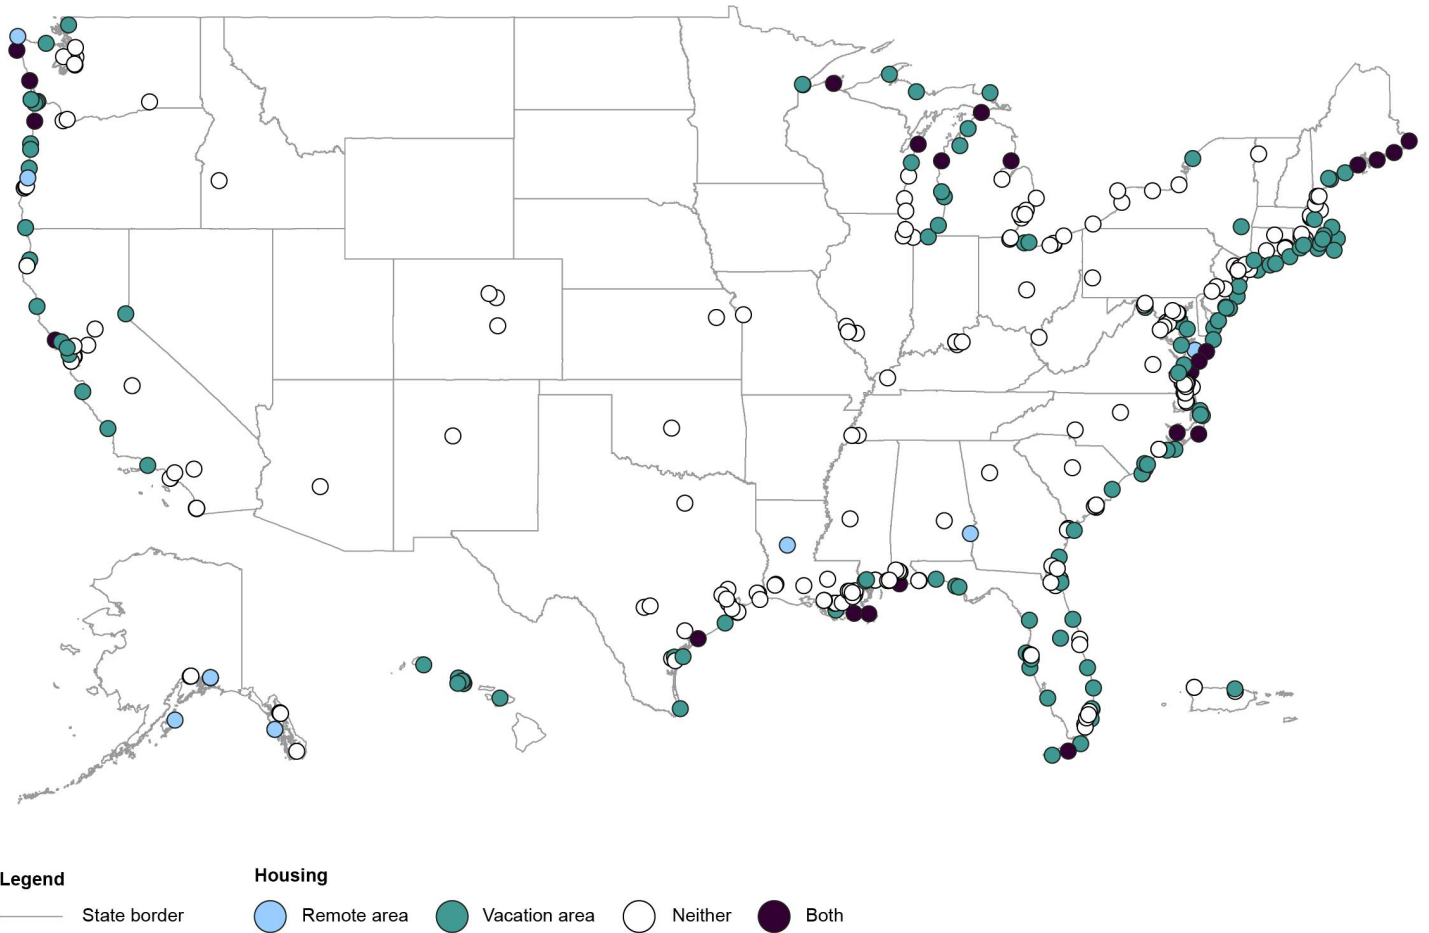 Legend
State border
Housing
Remote area
Vacation area
Neither
Both